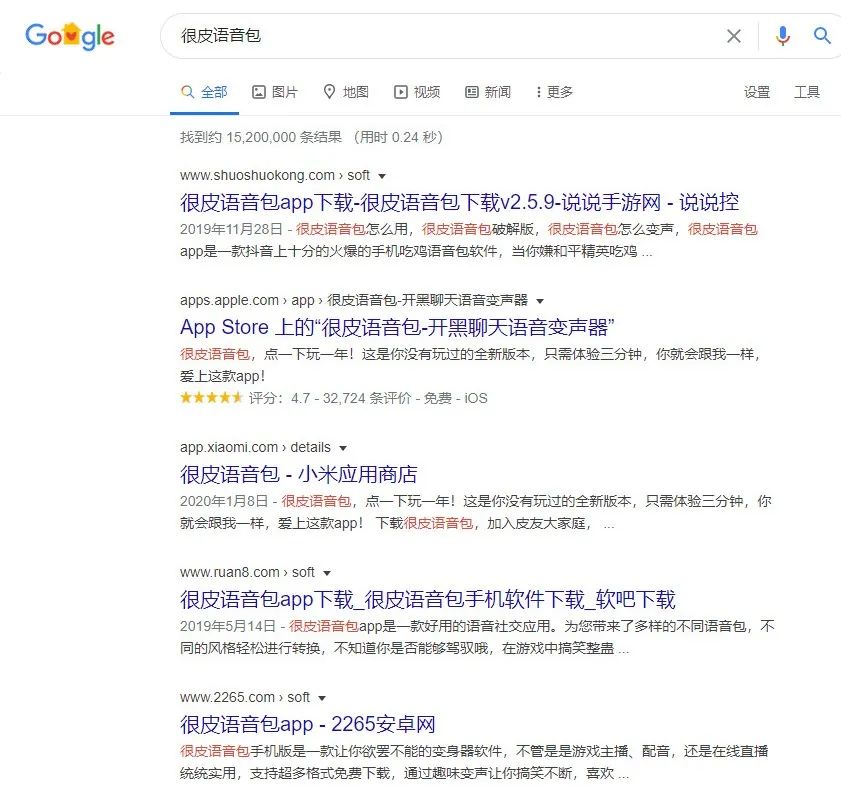 Google
很皮语音包
全部 图片 地图 视频 新闻 更多 设置 工具
找到约 15,200,000 条结果 （用时 0.24 秒）
www.shuoshuokong.com › soft
很皮语音包app下载-很皮语音包下载v2.5.9-说说手游网 - 说说控
2019年11月28日 - 很皮语音包怎么用，很皮语音包破解版，很皮语音包怎么变声，很皮语音包
app是一款抖音上十分的火爆的手机吃鸡语音包软件，当你嫌和平精英吃鸡 ...
apps.apple.com › app › 很皮语音包-开黑聊天语音变声器
App Store 上的“很皮语音包-开黑聊天语音变声器”
很皮语音包，点一下玩一年！这是你没有玩过的全新版本，只需体验三分钟，你就会跟我一样，
爱上这款app！
评分：4.7 - 32,724 条评价 - 免费 - iOS
app.xiaomi.com › details
很皮语音包 - 小米应用商店
2020年1月8日 - 很皮语音包，点一下玩一年！这是你没有玩过的全新版本，只需体验三分钟，你
就会跟我一样，爱上这款app！ 下载很皮语音包，加入皮友大家庭， ...
www.ruan8.com › soft
很皮语音包app下载_很皮语音包手机软件下载_软吧下载
2019年5月14日 - 很皮语音包app是一款好用的语音社交应用。为您带来了多样的不同语音包，不
同的风格轻松进行转换，不知道你是否能够驾驭哦，在游戏中搞笑整蛊 ...
www.2265.com › soft
很皮语音包app - 2265安卓网
很皮语音包手机版是一款让你欲罢不能的变身器软件，不管是是游戏主播、配音，还是在线直播
统统实用，支持超多格式免费下载，通过趣味变声让你搞笑不断，喜欢 ...